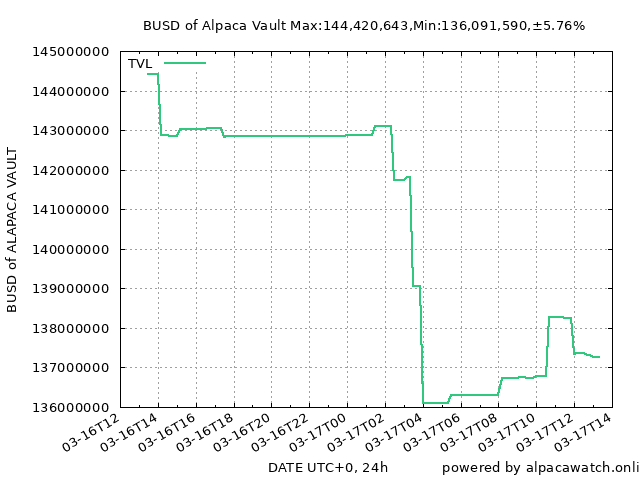 BUSD of Alpaca Vault Max:144,420,643,Min:136,091,590,±5.76%
TVL
145000000
144000000
143000000
142000000
141000000
140000000
139000000
138000000
137000000
136000000
BUSD of ALAPACA VAULT
03-16T12
03-16T14
03-16T16
03-16T18
03-16T20
03-16T22
03-17T00
03-17T02
03-17T04
03-17T06
03-17T08
03-17T10
03-17T12
03-17T14
DATE UTC+0, 24h
powered by alpacawatch.onli